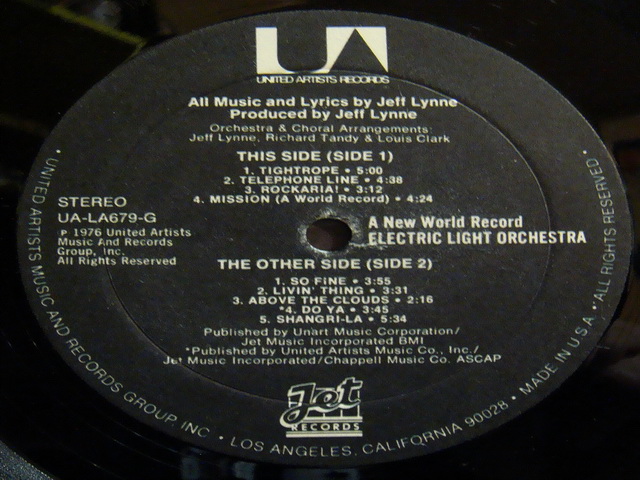 UA
UNITED ARTISTS RECORDS
All Music and Lyrics by Jeff Lynne
Produced by Jeff Lynne
Orchestra & Choral Arrangements:
Jeff Lynne, Richard Tandy & Louis Clark
THIS SIDE (SIDE 1)
1. TIGHTROPE • 5:00
2. TELEPHONE LINE • 4:38
3. ROCKARIA! • 3:12
4. MISSION (A World Record) • 4:24
STEREO
UA-LA679-G
℗ 1976 United Artists
Music And Records
Group, Inc.
All Rights Reserved
A New World Record
ELECTRIC LIGHT ORCHESTRA
THE OTHER SIDE (SIDE 2)
1. SO FINE • 3:55
2. LIVIN' THING • 3:31
3. ABOVE THE CLOUDS • 2:16
*4. DO YA • 3:45
5. SHANGRI-LA • 5:34
Published by Unart Music Corporation/
Jet Music Incorporated BMI
*Published by United Artists Music Co., Inc./
Jet Music Incorporated/Chappell Music Co. ASCAP
Jet
RECORDS
• UNITED ARTISTS MUSIC AND RECORDS GROUP, INC • LOS ANGELES, CALIFORNIA 90028 • MADE IN U.S.A. • ALL RIGHTS RESERVED •